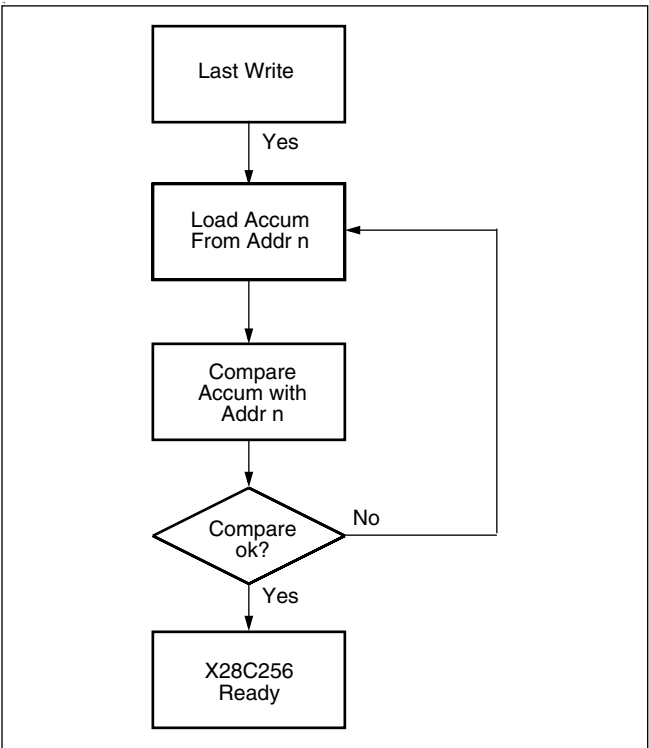 Last Write
Yes
Load Accum
From Addr n
Compare
Accum with
Addr n
Compare
ok?
No
Yes
X28C256
Ready